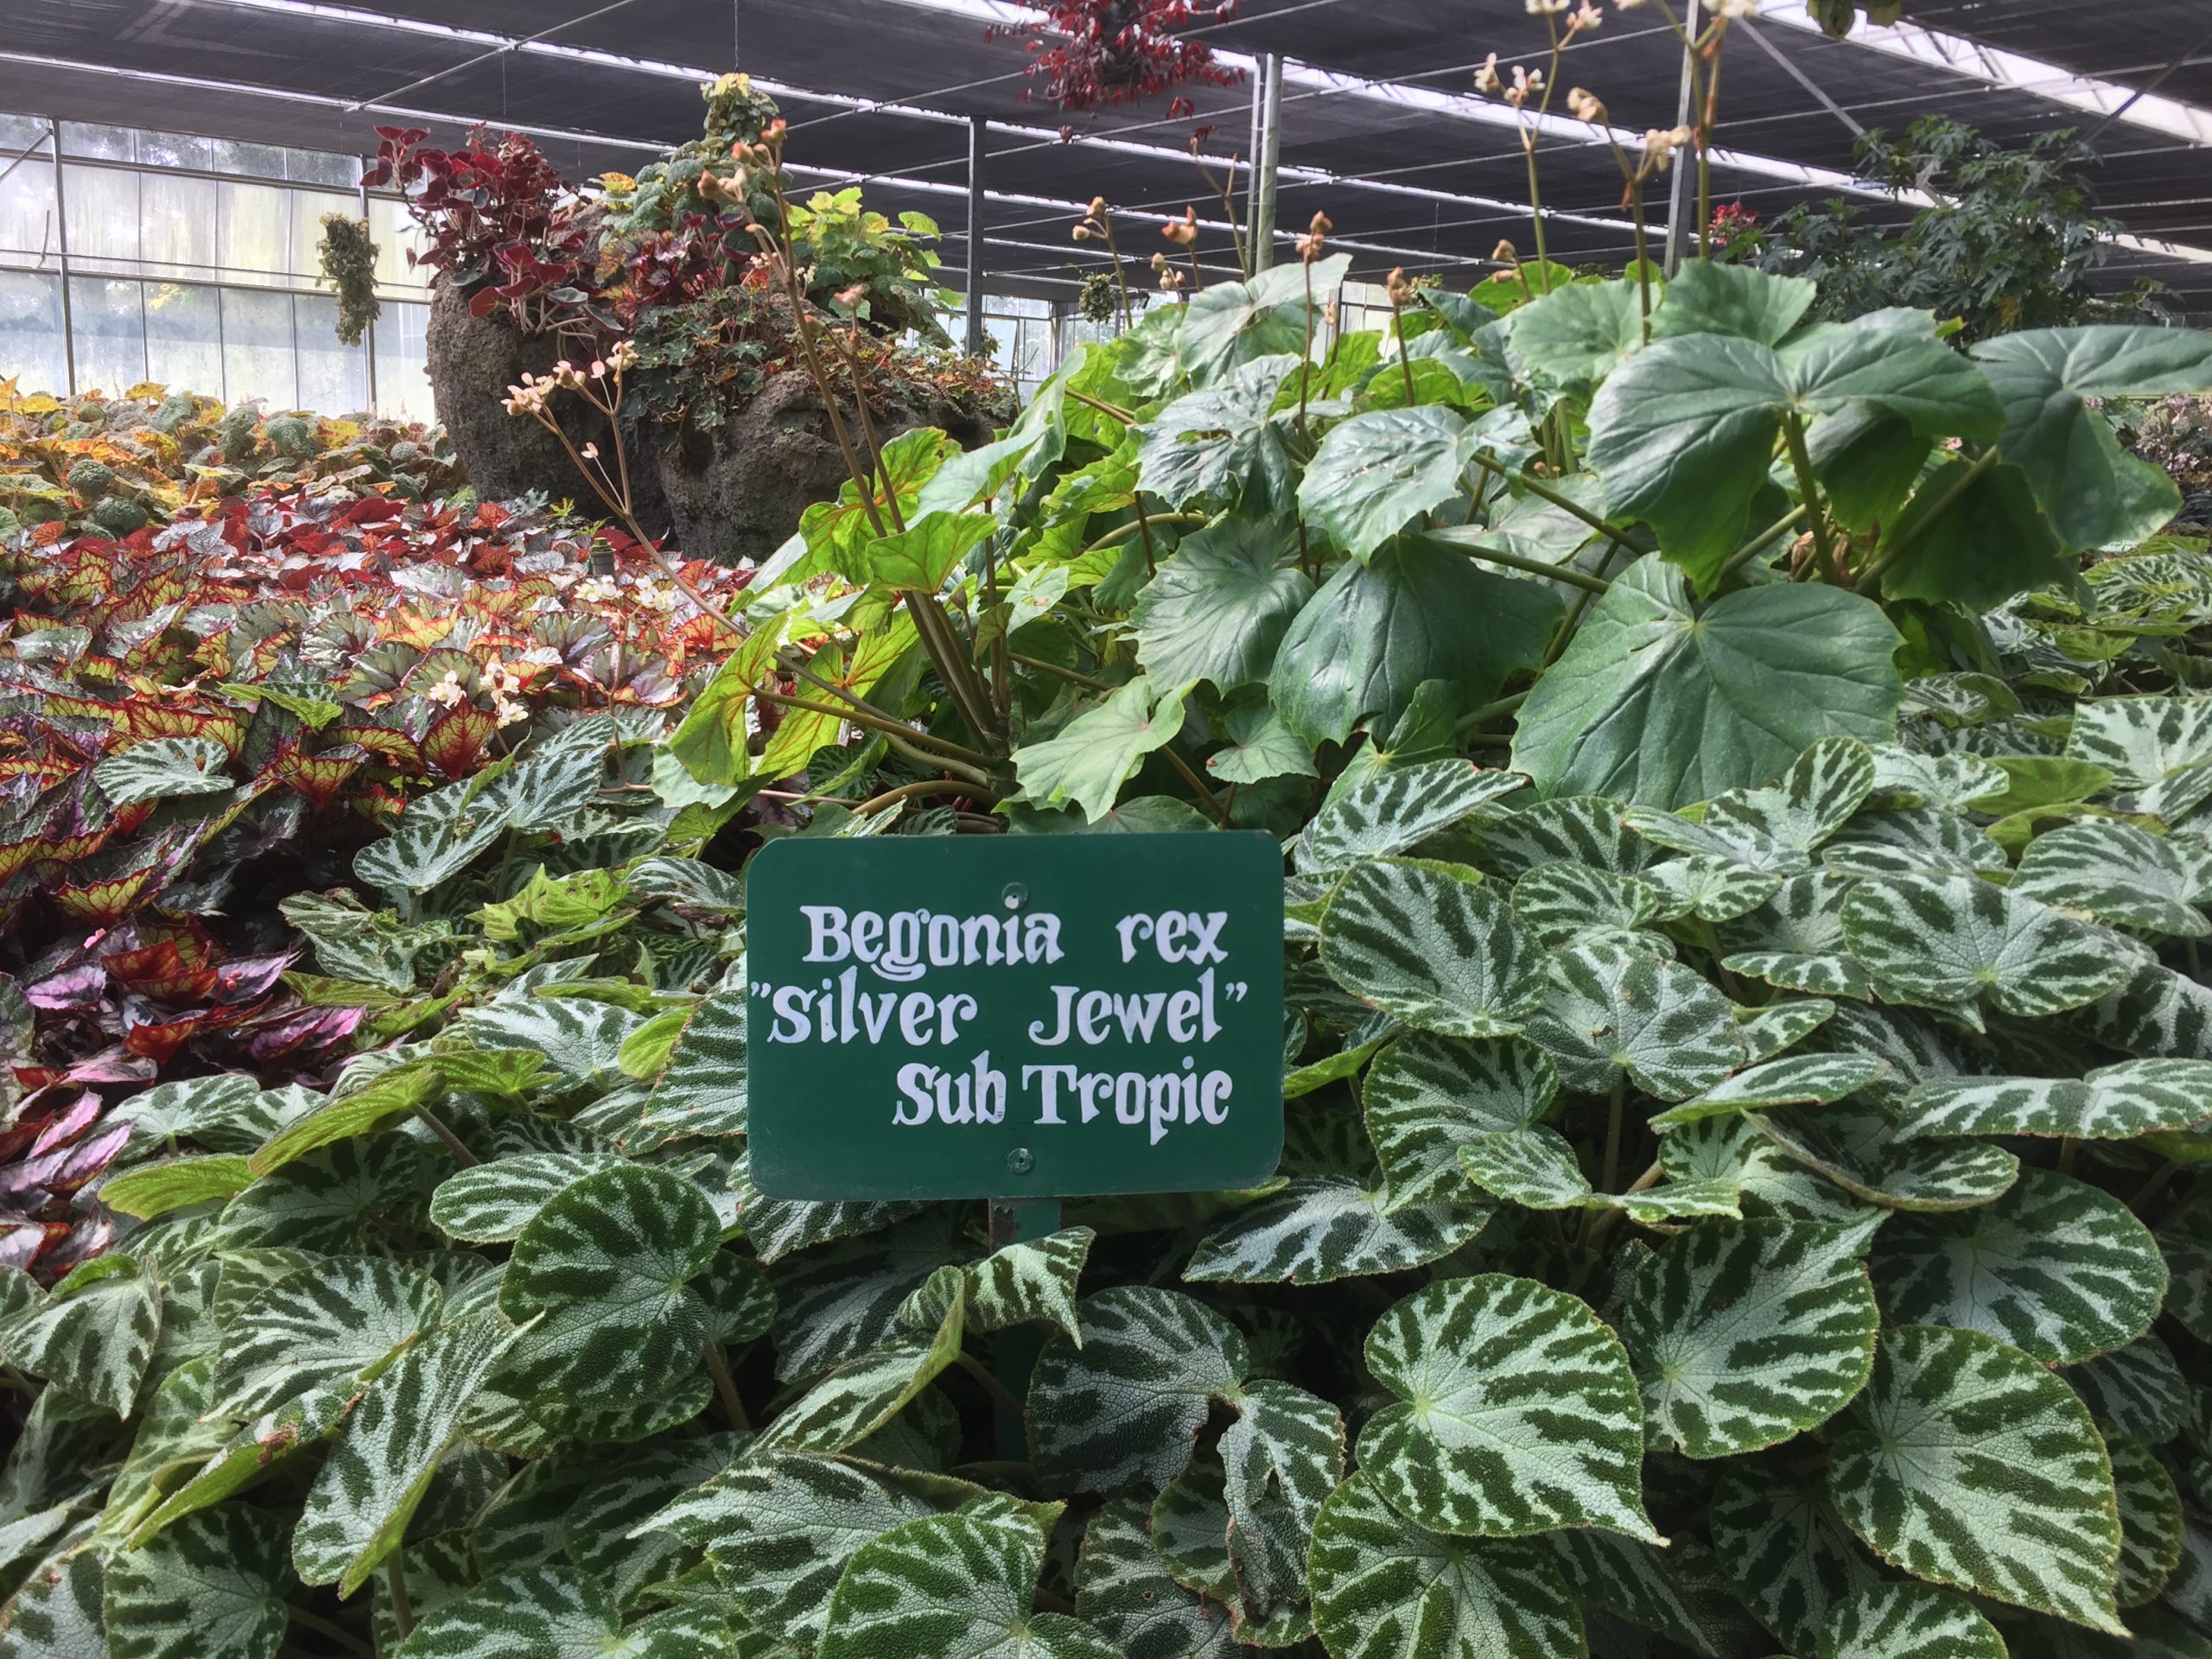 Begonia rex
"Silver Jewel"
Sub Tropic